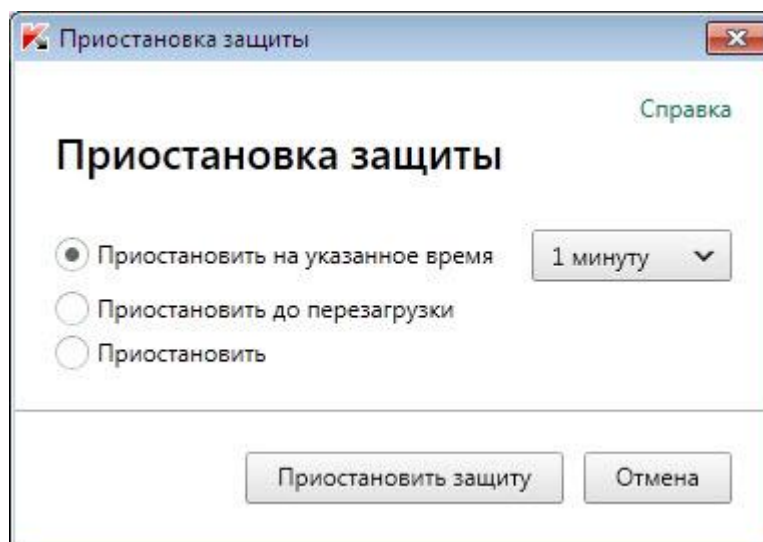 Приостановка защиты
Справка
Приостановка защиты
Приостановить на указанное время 1 минуту
Приостановить до перезагрузки
Приостановить
Приостановить защиту Отмена